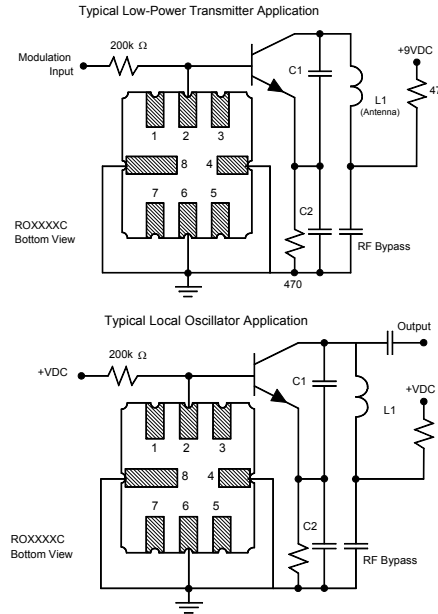 Typical Low-Power Transmitter Application
200k Ω
Modulation
Input
C1
+9VDC
47
L1
(Antenna)
1
2
3
8
4
7
6
5
C2
ROXXXXC
Bottom View
RF Bypass
470
Typical Local Oscillator Application
Output
200k Ω
+VDC
C1
+VDC
L1
1
2
3
8
4
7
6
5
C2
ROXXXXC
Bottom View
RF Bypass